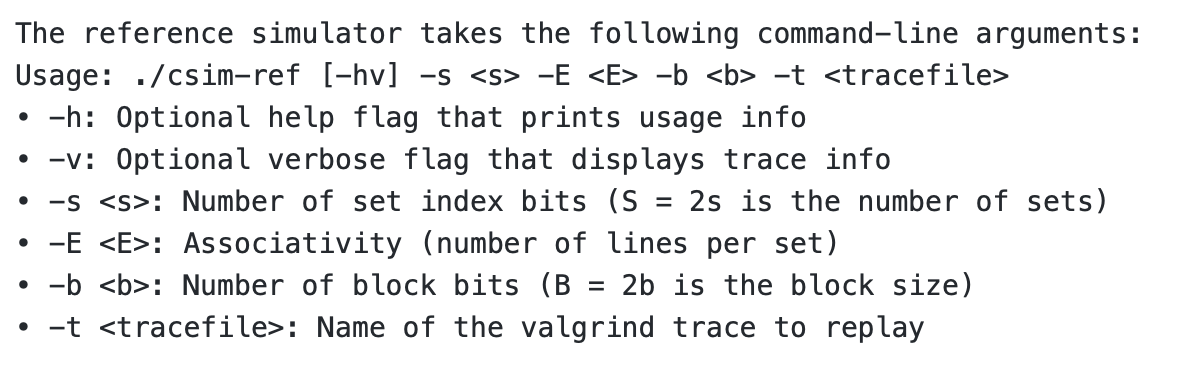 The reference simulator takes the following command-line arguments:
Usage: ./csim-ref [-hv] -s <s> -E <E> -b <b> -t <tracefile>
• -h: Optional help flag that prints usage info
• -v: Optional verbose flag that displays trace info
• -s <s>: Number of set index bits (S = 2s is the number of sets)
• -E <E>: Associativity (number of lines per set)
• -b <b>: Number of block bits (B = 2b is the block size)
• -t <tracefile>: Name of the valgrind trace to replay